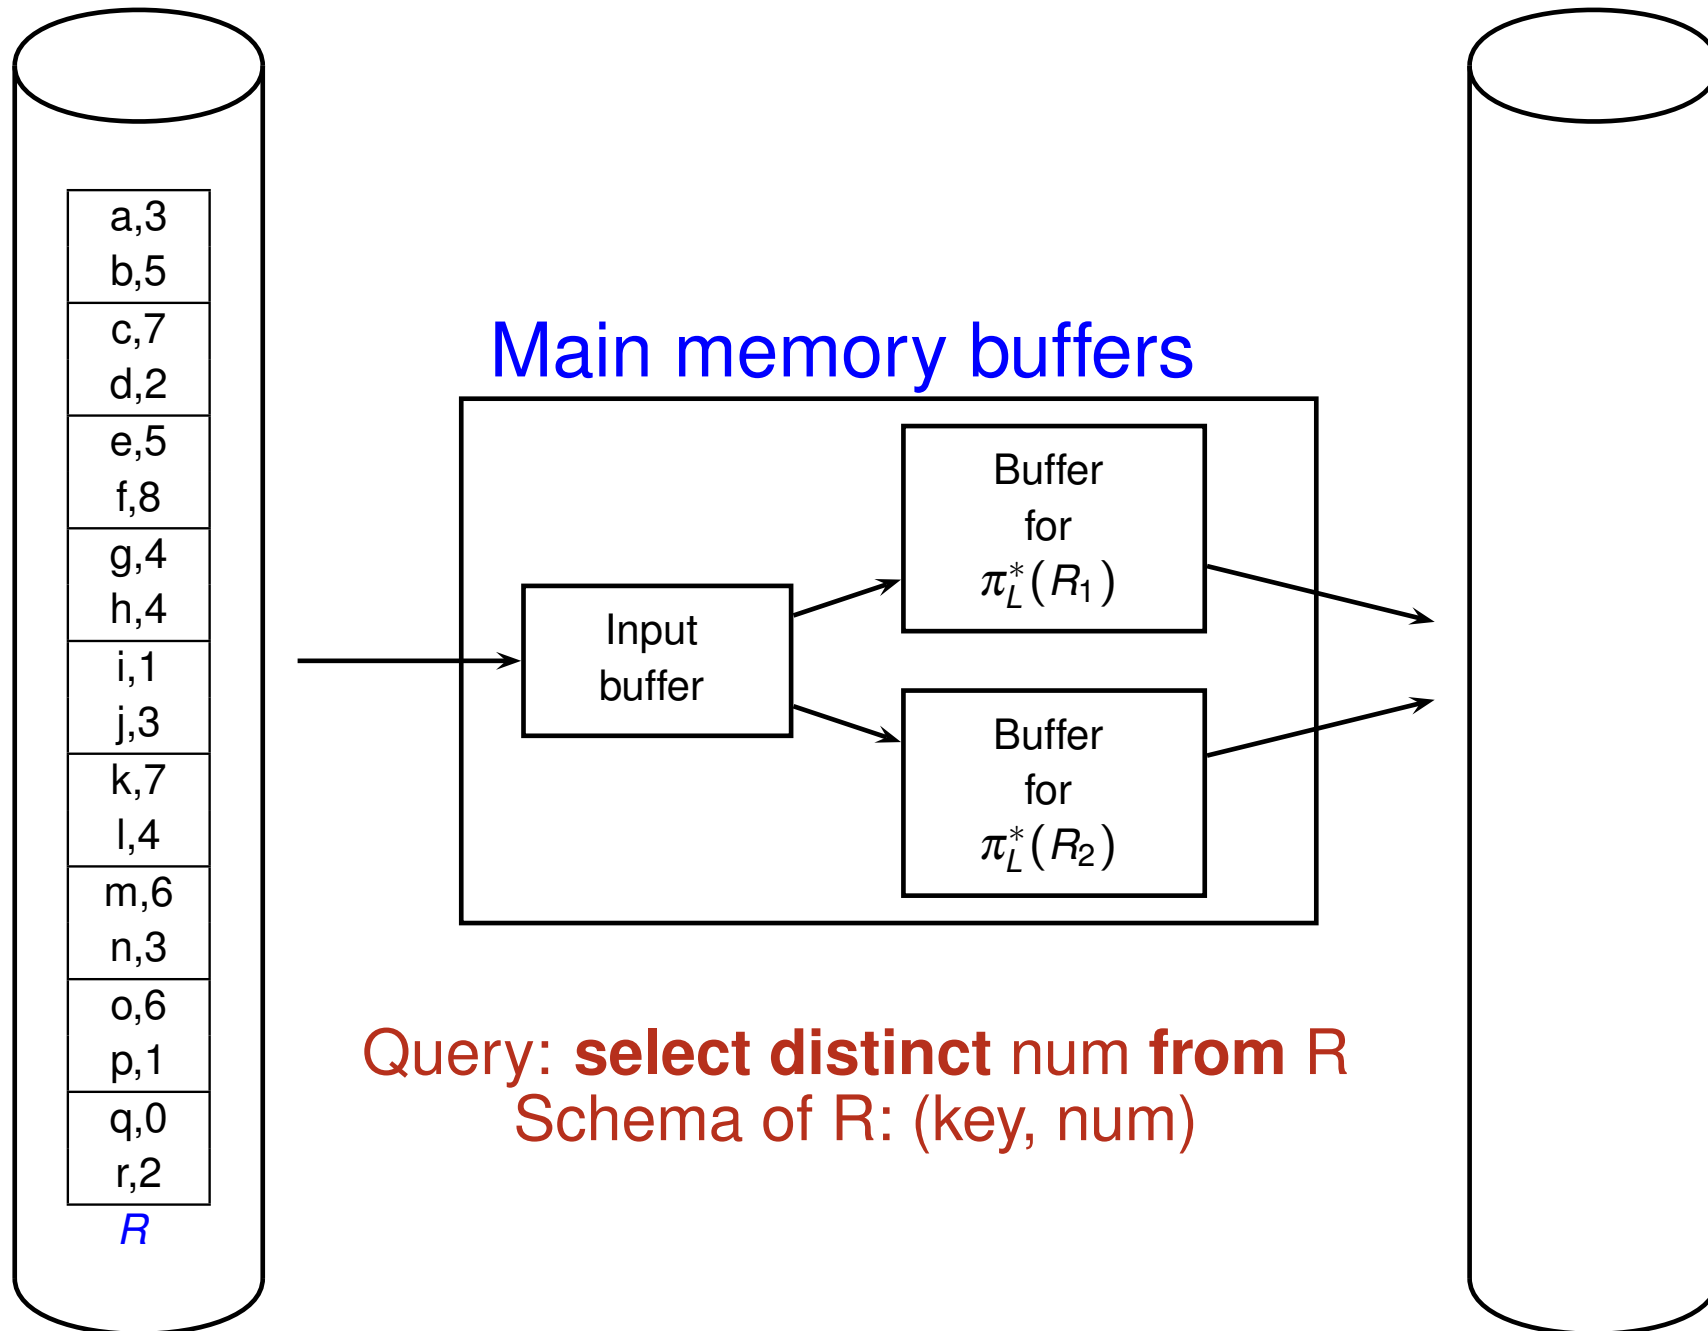 a,3
b,5
c,7
d,2
e,5
f,8
g,4
h,4
i,1
j,3
k,7
l,4
m,6
n,3
o,6
p,1
q,0
r,2
R
Main memory buffers
Input
buffer
Buffer
for
π*L(R1)
Buffer
for
π*L(R2)
Query: select distinct num from R
Schema of R: (key, num)